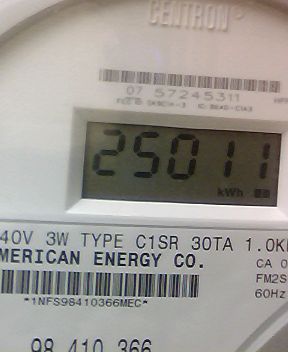 CENTRON®
07 57245311
kWh
25011
40V 3W TYPE C1SR 30TA 1.0K
MERICAN ENERGY CO.
CA 0
FM2S
60Hz
*1NFS98410366MEC*
98 410 366